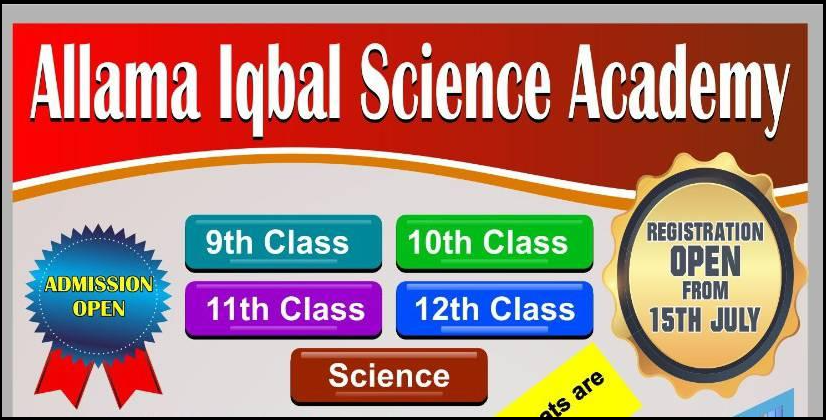 Allama Iqbal Science Academy
ADMISSION
OPEN
9th Class
10th Class
11th Class
12th Class
Science
REGISTRATION
OPEN
FROM
15TH JULY
are